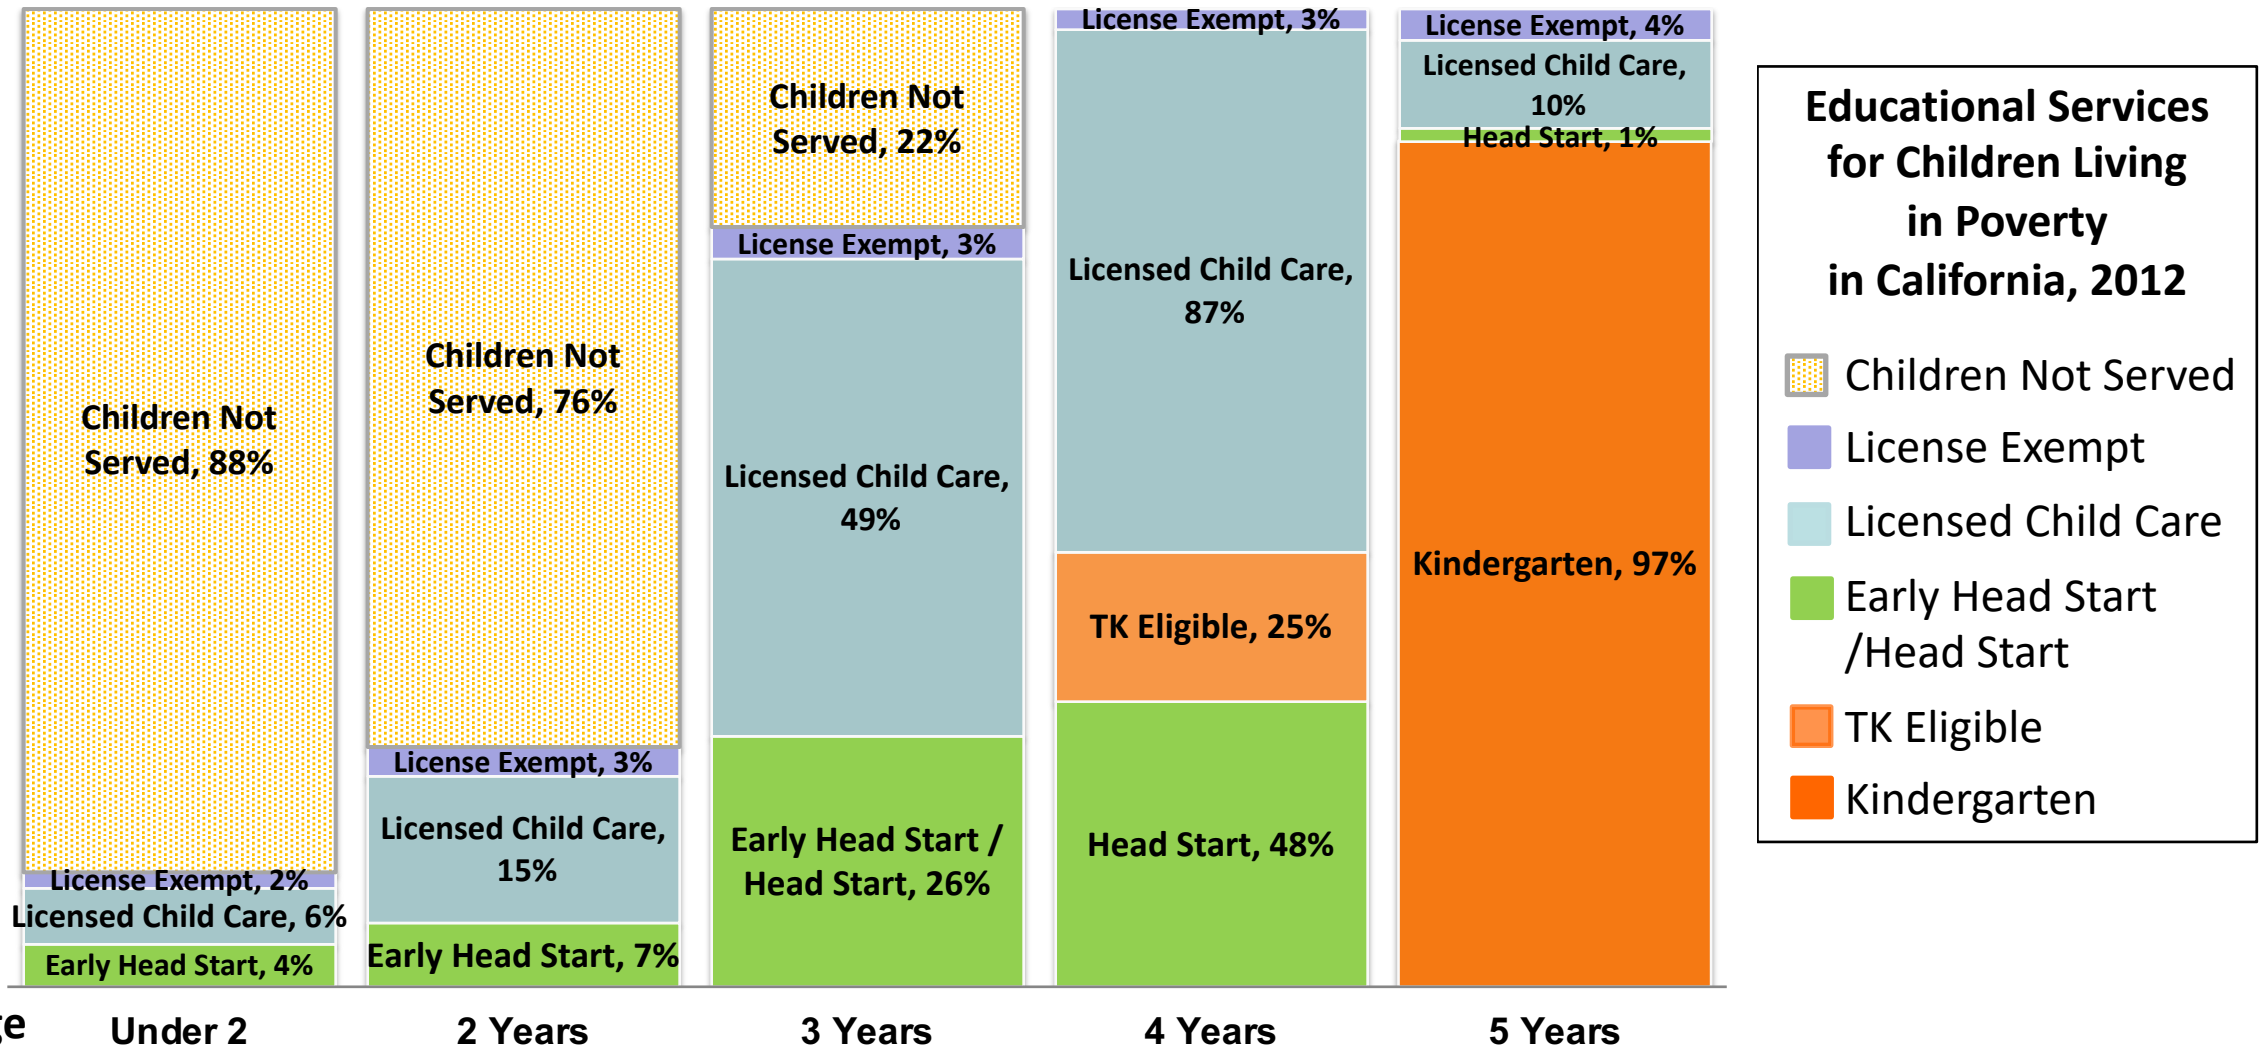 Children Not
Served, 88%
License Exempt, 2%
Licensed Child Care, 6%
Early Head Start, 4%
Children Not
Served, 76%
License Exempt, 3%
Licensed Child Care,
15%
Early Head Start, 7%
Children Not
Served, 22%
License Exempt, 3%
Licensed Child Care,
49%
Early Head Start /
Head Start, 26%
License Exempt, 3%
Licensed Child Care,
87%
TK Eligible, 25%
Head Start, 48%
License Exempt, 4%
Licensed Child Care,
10%
Head Start, 1%
Kindergarten, 97%
Under 2
2 Years
3 Years
4 Years
5 Years
Educational Services
for Children Living
in Poverty
in California, 2012
Children Not Served
License Exempt
Licensed Child Care
Early Head Start
/Head Start
TK Eligible
Kindergarten